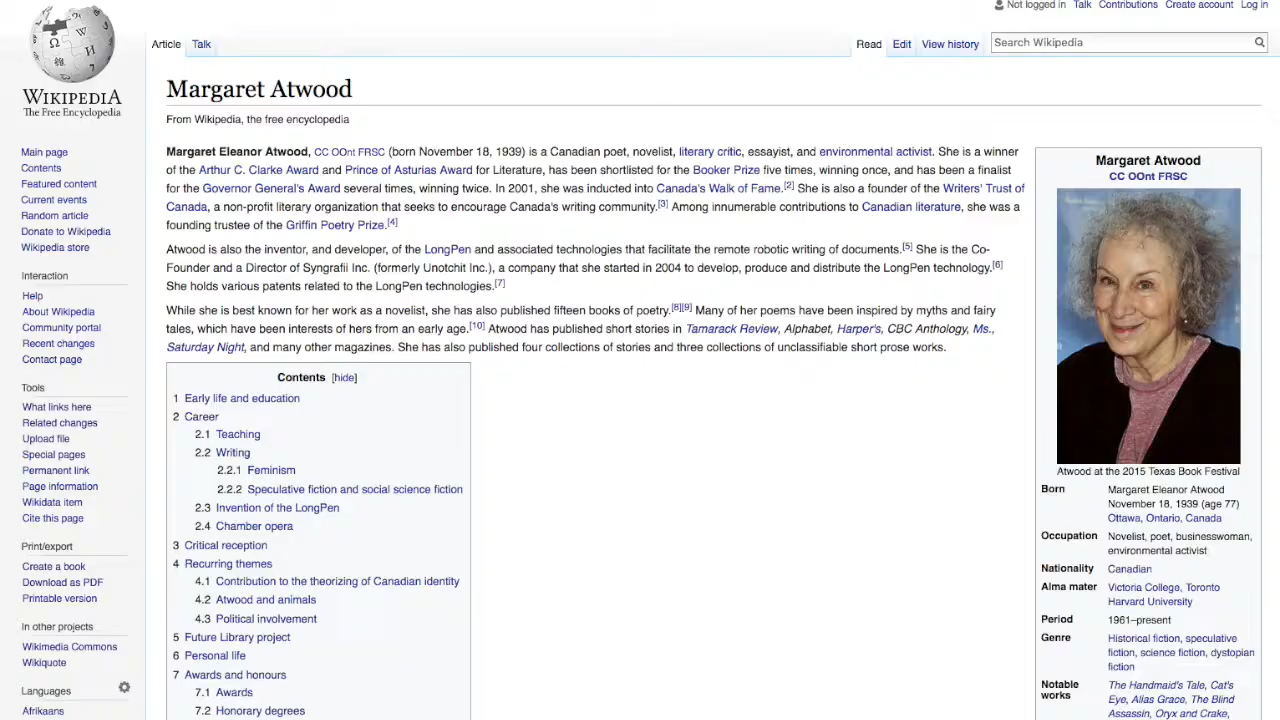 Not logged in Talk Contributions Create account Log in
Article Talk
Read Edit View history
Search Wikipedia
WIKIPEDIA
The Free Encyclopedia
Main page
Contents
Featured content
Current events
Random article
Donate to Wikipedia
Wikipedia store
Interaction
Help
About Wikipedia
Community portal
Recent changes
Contact page
Tools
What links here
Related changes
Upload file
Special pages
Permanent link
Page information
Wikidata item
Cite this page
Print/export
Create a book
Download as PDF
Printable version
In other projects
Wikimedia Commons
Wikiquote
Languages
Afrikaans
Margaret Atwood
From Wikipedia, the free encyclopedia
Margaret Eleanor Atwood, CC OOnt FRSC (born November 18, 1939) is a Canadian poet, novelist, literary critic, essayist, and environmental activist. She is a winner
of the Arthur C. Clarke Award and Prince of Asturias Award for Literature, has been shortlisted for the Booker Prize five times, winning once, and has been a finalist
for the Governor General's Award several times, winning twice. In 2001, she was inducted into Canada's Walk of Fame.[2] She is also a founder of the Writers' Trust of
Canada, a non-profit literary organization that seeks to encourage Canada's writing community.[3] Among innumerable contributions to Canadian literature, she was a
founding trustee of the Griffin Poetry Prize.[4]
Atwood is also the inventor, and developer, of the LongPen and associated technologies that facilitate the remote robotic writing of documents.[5] She is the Co-
Founder and a Director of Syngrafii Inc. (formerly Unotchit Inc.), a company that she started in 2004 to develop, produce and distribute the LongPen technology.[6]
She holds various patents related to the LongPen technologies.[7]
While she is best known for her work as a novelist, she has also published fifteen books of poetry.[8][9] Many of her poems have been inspired by myths and fairy
tales, which have been interests of hers from an early age.[10] Atwood has published short stories in Tamarack Review, Alphabet, Harper's, CBC Anthology, Ms.,
Saturday Night, and many other magazines. She has also published four collections of stories and three collections of unclassifiable short prose works.
Contents [hide]
1 Early life and education
2 Career
2.1 Teaching
2.2 Writing
2.2.1 Feminism
2.2.2 Speculative fiction and social science fiction
2.3 Invention of the LongPen
2.4 Chamber opera
3 Critical reception
4 Recurring themes
4.1 Contribution to the theorizing of Canadian identity
4.2 Atwood and animals
4.3 Political involvement
5 Future Library project
6 Personal life
7 Awards and honours
7.1 Awards
7.2 Honorary degrees
Margaret Atwood
CC OOnt FRSC
Atwood at the 2015 Texas Book Festival
Born Margaret Eleanor Atwood
November 18, 1939 (age 77)
Ottawa, Ontario, Canada
Occupation Novelist, poet, businesswoman,
environmental activist
Nationality Canadian
Alma mater Victoria College, Toronto
Harvard University
Period 1961–present
Genre Historical fiction, speculative
fiction, science fiction, dystopian
fiction
Notable The Handmaid's Tale, Cat's
works Eye, Alias Grace, The Blind
Assassin, Oryx and Crake,